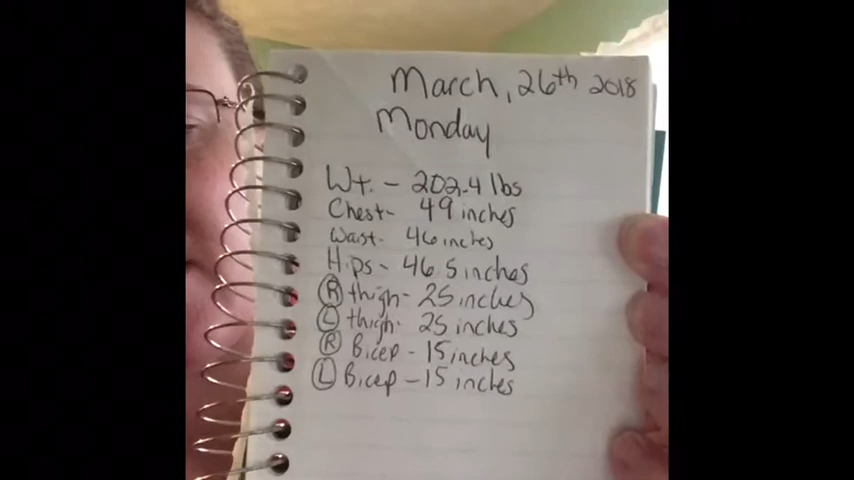 March, 26th 2018
Monday
Wt. - 202.4 lbs
Chest- 49 inches
Waist- 46 inches
Hips - 46.5 inches
R thigh- 25 inches
L thigh- 25 inches
R Bicep - 15 inches
L Bicep - 15 inches